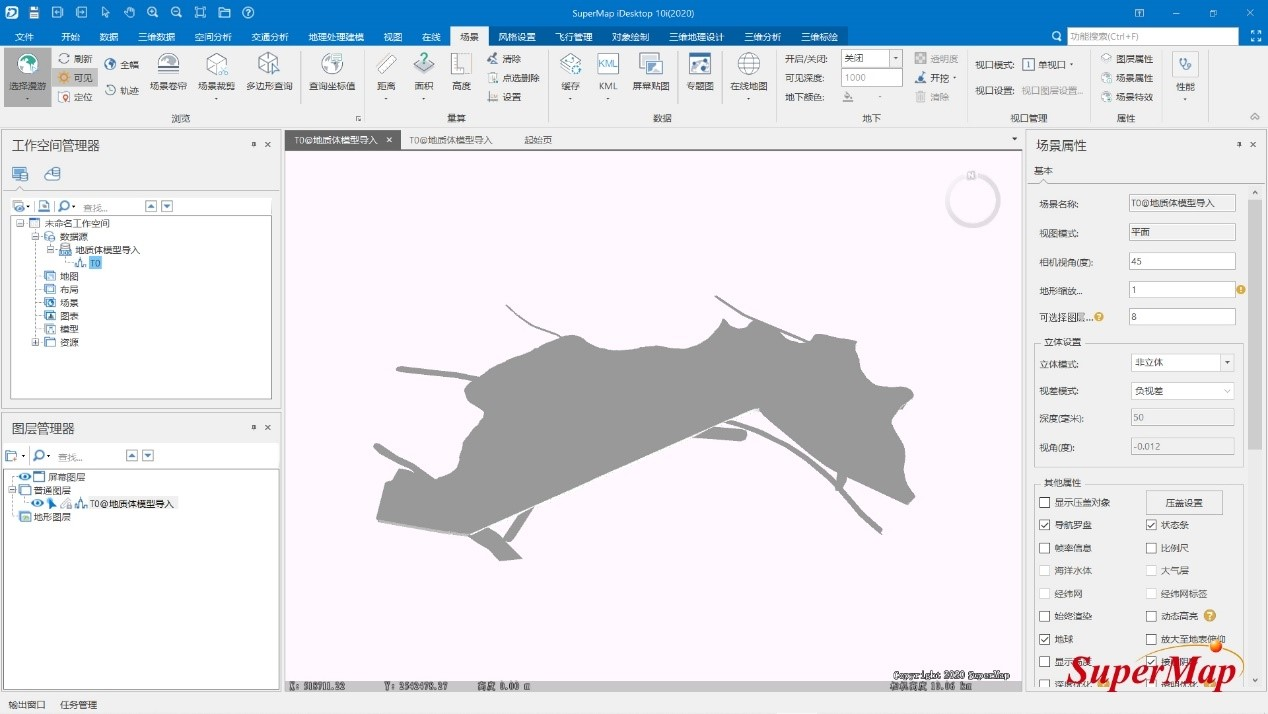 SuperMap iDesktop 10i(2020)
文件 开始 数据 三维数据 空间分析 交通分析 地理处理建模 视图 在线 场景 风格设置 飞行管理 对象绘制 三维地理设计 三维分析 三维标绘
功能搜索(Ctrl+F)
选择漫游 刷新 可见 定位 全幅 轨迹 场景卷帘 场景裁剪 多边形查询 查询坐标值
浏览
距离 面积 高度 清除 点选删除 设置
量算
缓存 KML 屏幕贴图 专题图 在线地图
数据
开启/关闭: 关闭 透明度
可见深度: 1000 开挖
地下颜色: 清除
地下
视口模式: 单视口
视口设置: 视口图层设置...
视口管理
图层属性
场景属性
场景特效
属性
性能
工作空间管理器
查找...
未命名工作空间
数据源
地质体模型导入
T0
地图
布局
场景
图表
模型
资源
图层管理器
查找...
屏幕图层
普通图层
T0@地质体模型导入
地形图层
输出窗口 任务管理
T0@地质体模型导入 T0@地质体模型导入 起始页
N
Copyright 2020 SuperMap
X: 518711.22 Y: 2542478.27 高度 0.00 m 相机高度 13.06 km
场景属性
基本
场景名称: T0@地质体模型导入
视图模式: 平面
相机视角(度): 45
地形缩放... 1
可选择图层... 8
立体设置
立体模式: 非立体
视差模式: 负视差
深度(毫米): 50
视角(度): -0.012
其他属性
显示压盖对象 压盖设置
导航罗盘 状态条
帧率信息 比例尺
海洋水体 大气层
经纬网 经纬网标签
始终渲染 动态高亮
地球 放大至地表俯仰
SuperMap